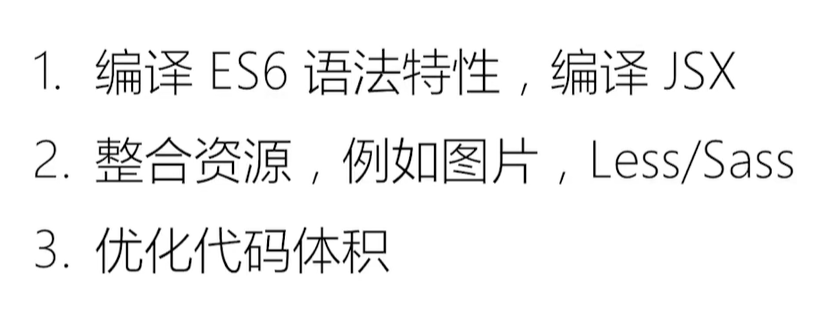 1. 编译 ES6 语法特性，编译 JSX
2. 整合资源，例如图片，Less/Sass
3. 优化代码体积